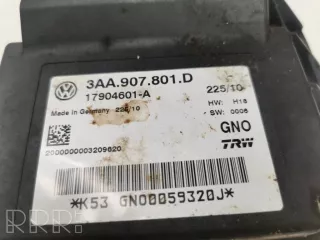 3AA.907.801.D
17904601-A
225/10
Made in Germany 225/10
HW: H18
SW: 0006
GNO
TRW
0000000003209620
*K53 GNO0059320J*
RRR